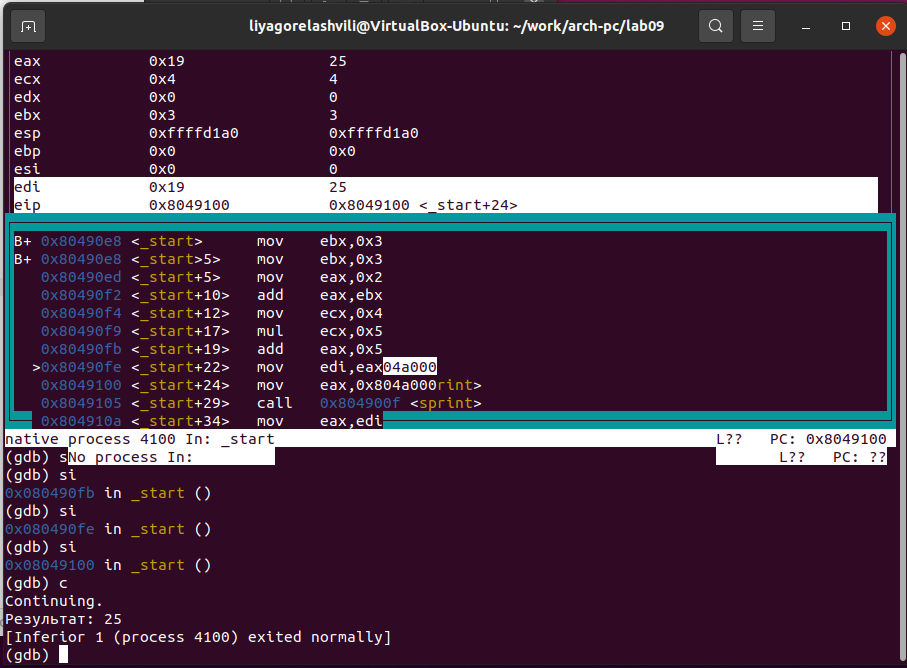 liyagorelashvili@VirtualBox-Ubuntu: ~/work/arch-pc/lab09
eax 0x19 25
ecx 0x4 4
edx 0x0 0
ebx 0x3 3
esp 0xffffd1a0 0xffffd1a0
ebp 0x0 0x0
esi 0x0 0
edi 0x19 25
eip 0x8049100 0x8049100 <_start+24>
B+ 0x80490e8 <_start> mov ebx,0x3
B+ 0x80490e8 <_start>5> mov ebx,0x3
0x80490ed <_start+5> mov eax,0x2
0x80490f2 <_start+10> add eax,ebx
0x80490f4 <_start+12> mov ecx,0x4
0x80490f9 <_start+17> mul ecx,0x5
0x80490fb <_start+19> add eax,0x5
>0x80490fe <_start+22> mov edi,eax04a000
0x8049100 <_start+24> mov eax,0x804a000rint>
0x8049105 <_start+29> call 0x804900f <sprint>
0x804910a <_start+34> mov eax,edi
native process 4100 In: _start L?? PC: 0x8049100
(gdb) sNo process In: L?? PC: ??
(gdb) si
0x080490fb in _start ()
(gdb) si
0x080490fe in _start ()
(gdb) si
0x08049100 in _start ()
(gdb) c
Continuing.
Результат: 25
[Inferior 1 (process 4100) exited normally]
(gdb)